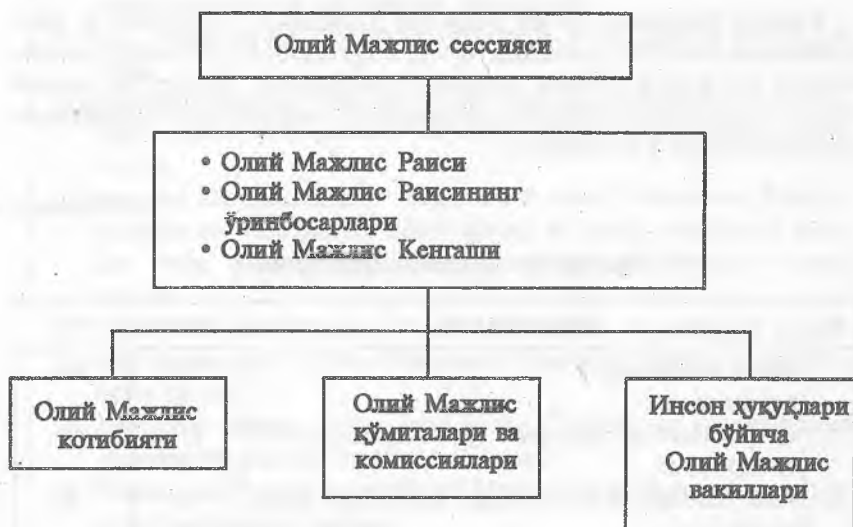 Олий Мажлис сессияси
• Олий Мажлис Раиси
• Олий Мажлис Раисининг
ўринбосарлари
• Олий Мажлис Кенгаши
Олий Мажлис
котибияти
Олий Мажлис
қўмиталари ва
комиссиялари
Инсон ҳуқуқлари
бўйича
Олий Мажлис
вакиллари